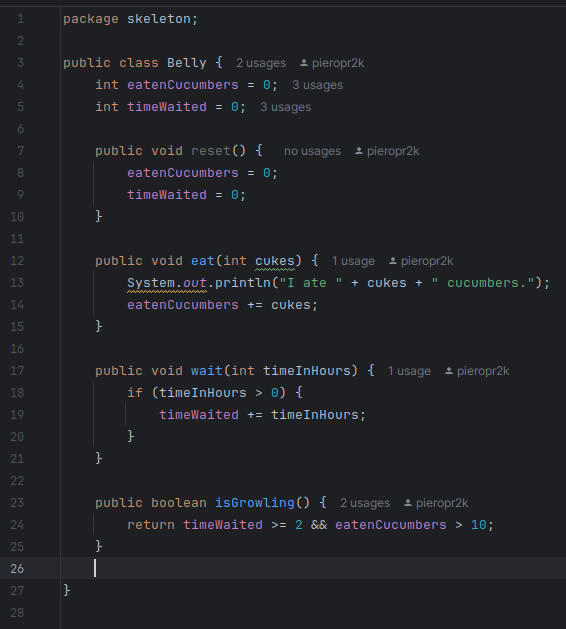 1 package skeleton;
2
3 public class Belly { 2 usages pieropr2k
4 int eatenCucumbers = 0; 3 usages
5 int timeWaited = 0; 3 usages
6
7 public void reset() { no usages pieropr2k
8 eatenCucumbers = 0;
9 timeWaited = 0;
10 }
11
12 public void eat(int cukes) { 1 usage pieropr2k
13 System.out.println("I ate " + cukes + " cucumbers.");
14 eatenCucumbers += cukes;
15 }
16
17 public void wait(int timeInHours) { 1 usage pieropr2k
18 if (timeInHours > 0) {
19 timeWaited += timeInHours;
20 }
21 }
22
23 public boolean isGrowling() { 2 usages pieropr2k
24 return timeWaited >= 2 && eatenCucumbers > 10;
25 }
26
27 }
28